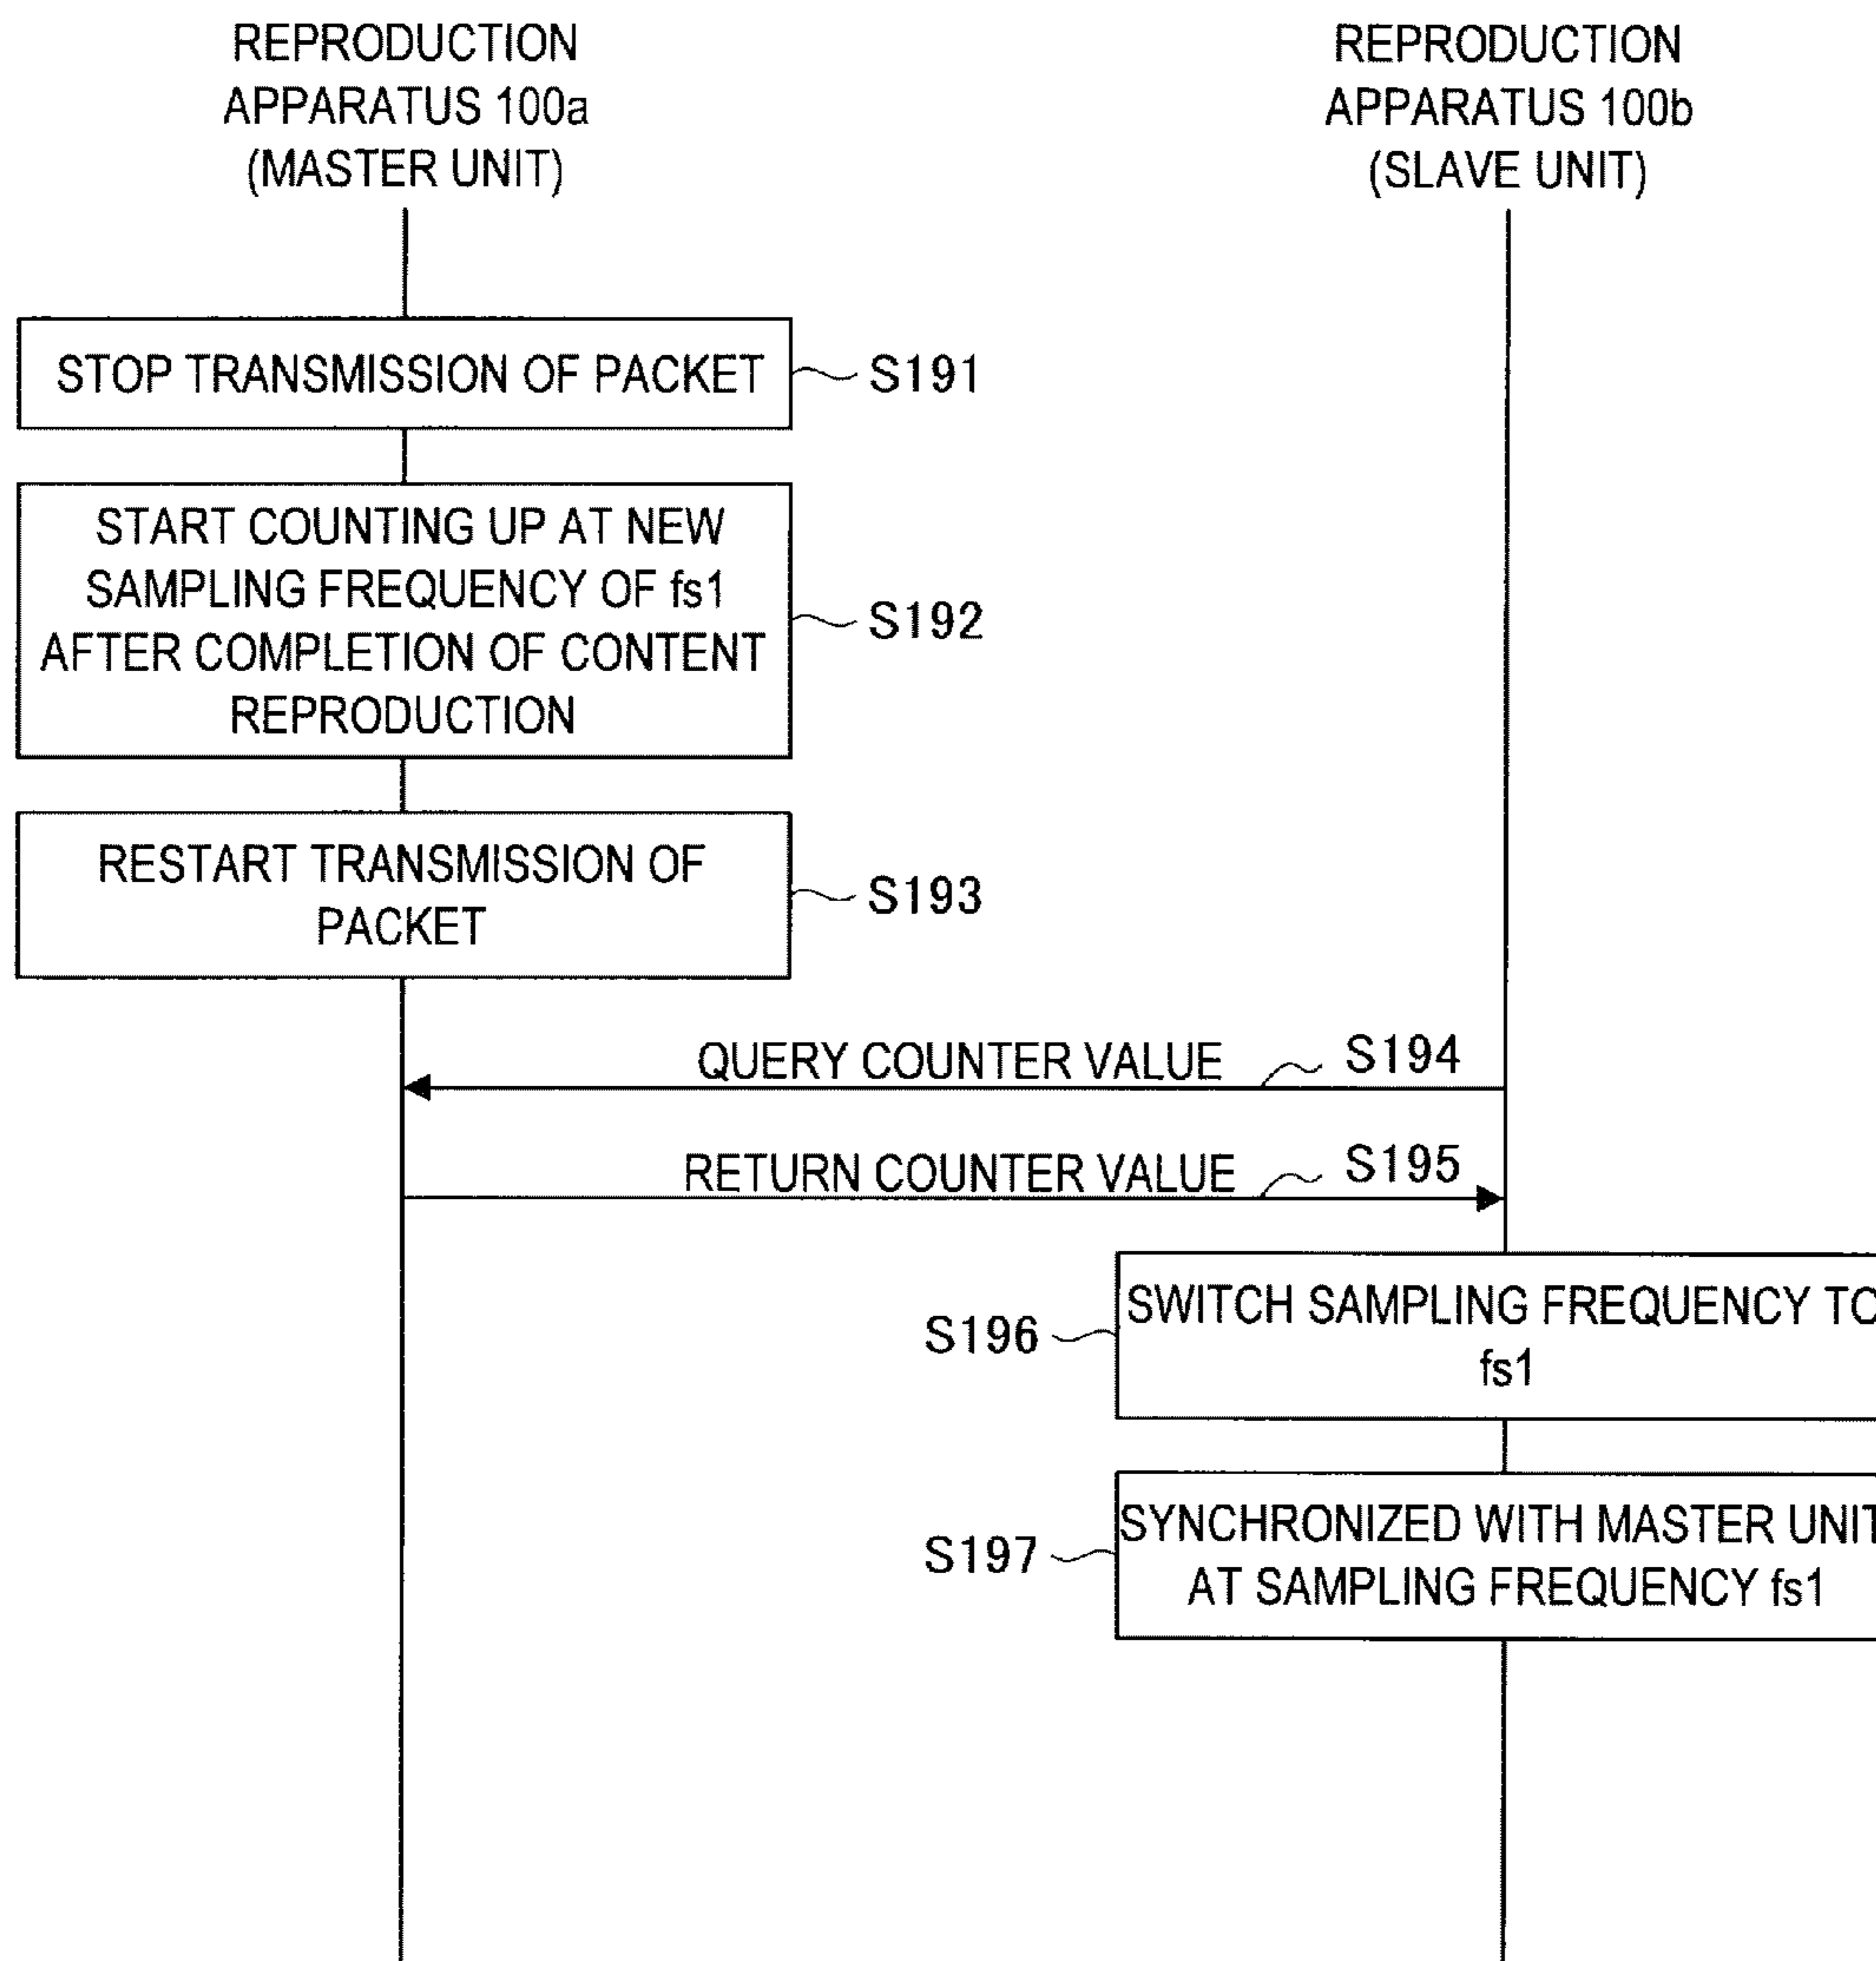 REPRODUCTION
APPARATUS 100a
(MASTER UNIT)
REPRODUCTION
APPARATUS 100b
(SLAVE UNIT)
STOP TRANSMISSION OF PACKET
S191
START COUNTING UP AT NEW
SAMPLING FREQUENCY OF fs1
AFTER COMPLETION OF CONTENT
REPRODUCTION
S192
RESTART TRANSMISSION OF
PACKET
S193
QUERY COUNTER VALUE
S194
RETURN COUNTER VALUE
S195
S196
SWITCH SAMPLING FREQUENCY TO
fs1
S197
SYNCHRONIZED WITH MASTER UNIT
AT SAMPLING FREQUENCY fs1